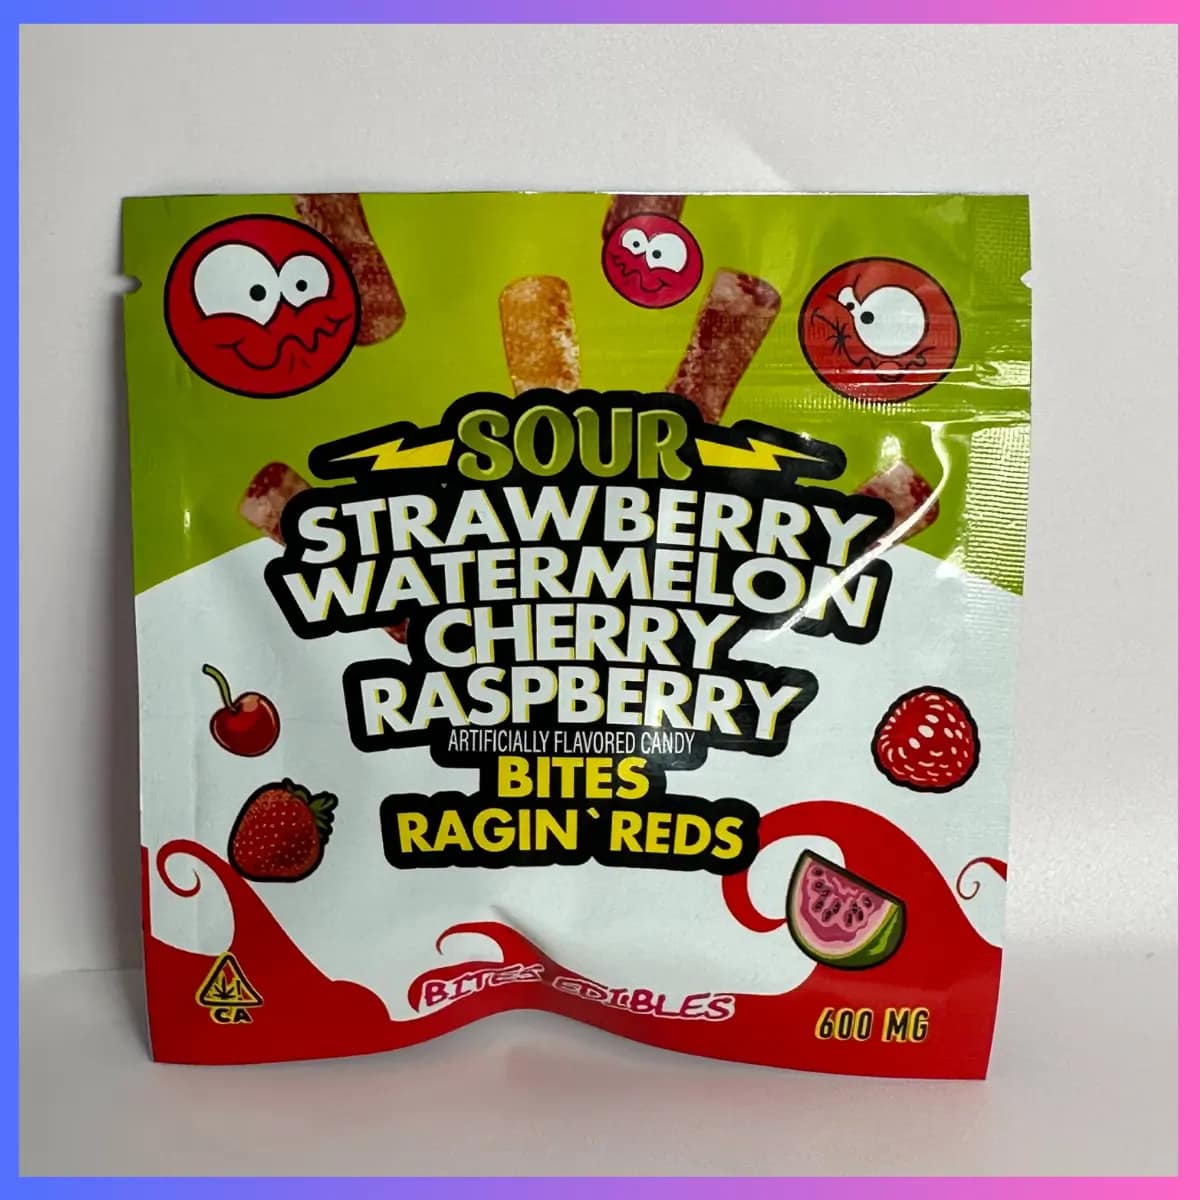 SOUR
STRAWBERRY
WATERMELON
CHERRY
RASPBERRY
ARTIFICIALLY FLAVORED CANDY
BITES
RAGIN`REDS
BITES EDIBLES
! CA
600 MG